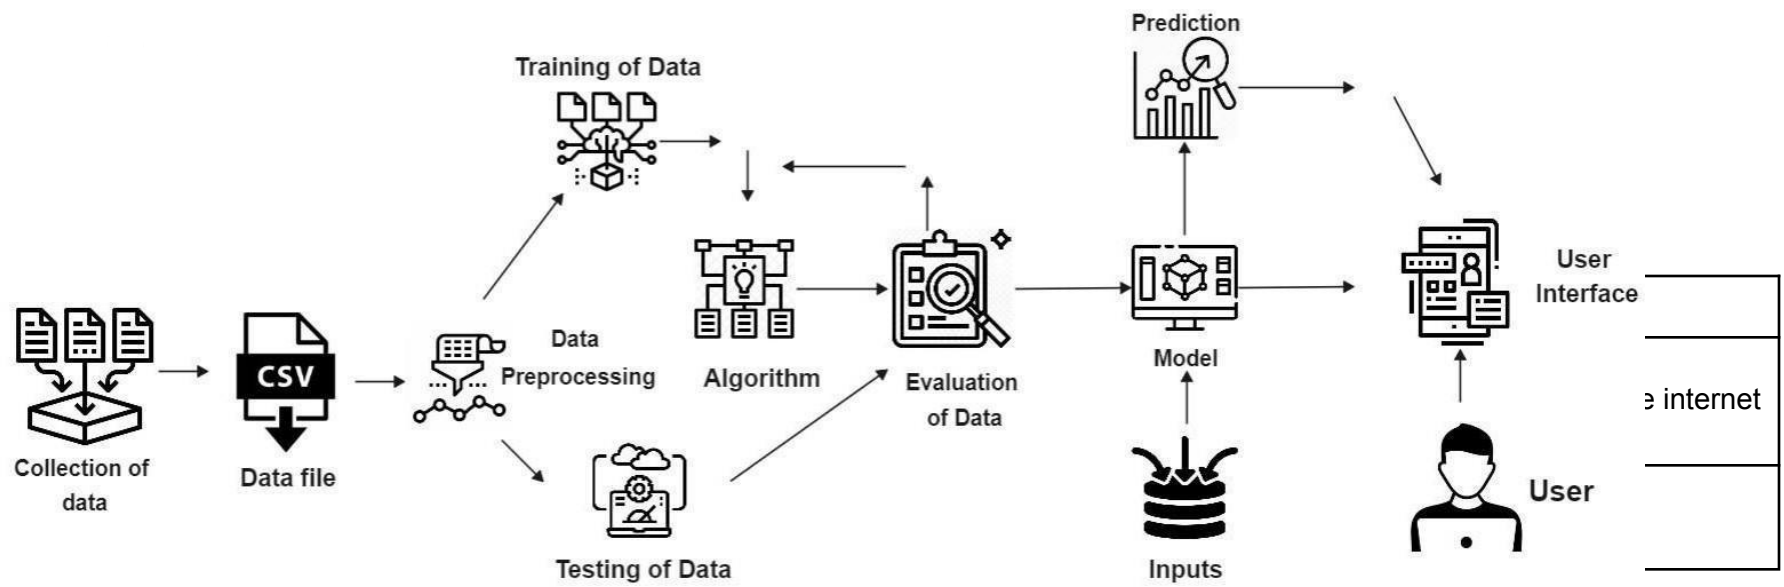 Prediction
Training of Data
User
Interface
Data
Preprocessing
CSV
Model
Algorithm
Evaluation
of Data
internet
Collection of
data
Data file
User
Testing of Data
Inputs